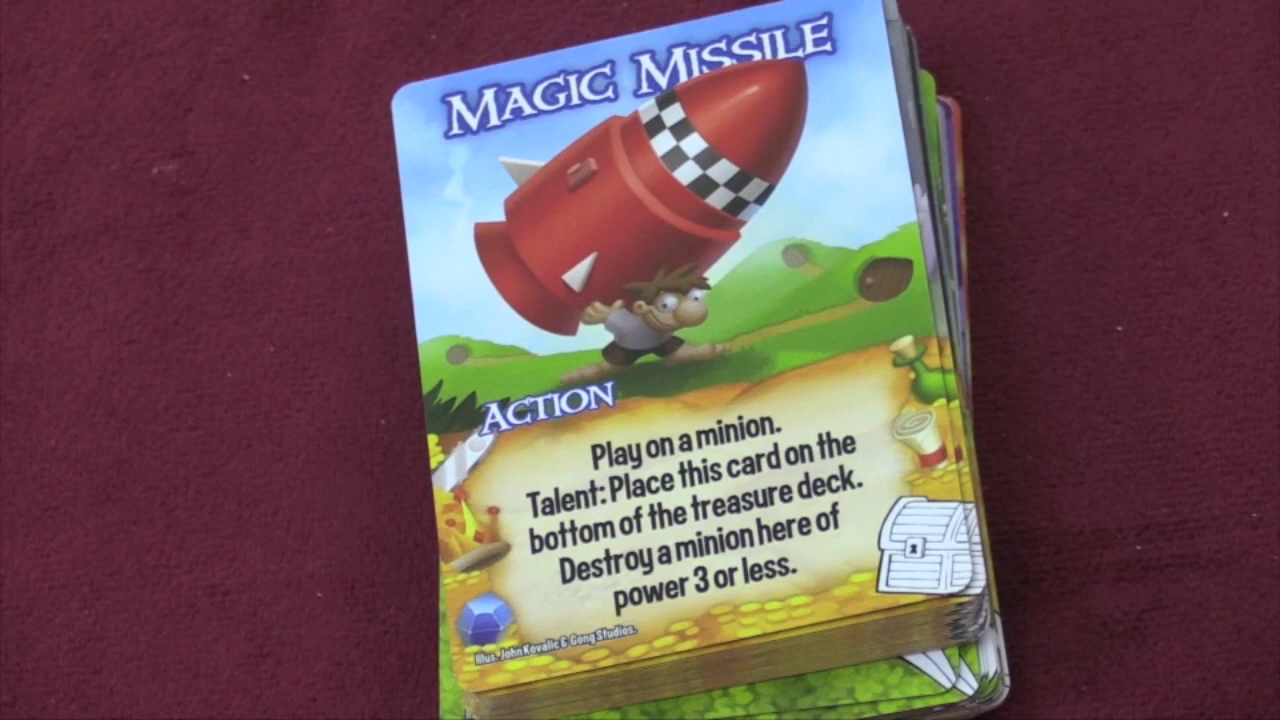 MAGIC MISSILE
ACTION
Play on a minion.
Talent: Place this card on the
bottom of the treasure deck.
Destroy a minion here of
power 3 or less.
Illus. John Kovalic & Gong Studios.